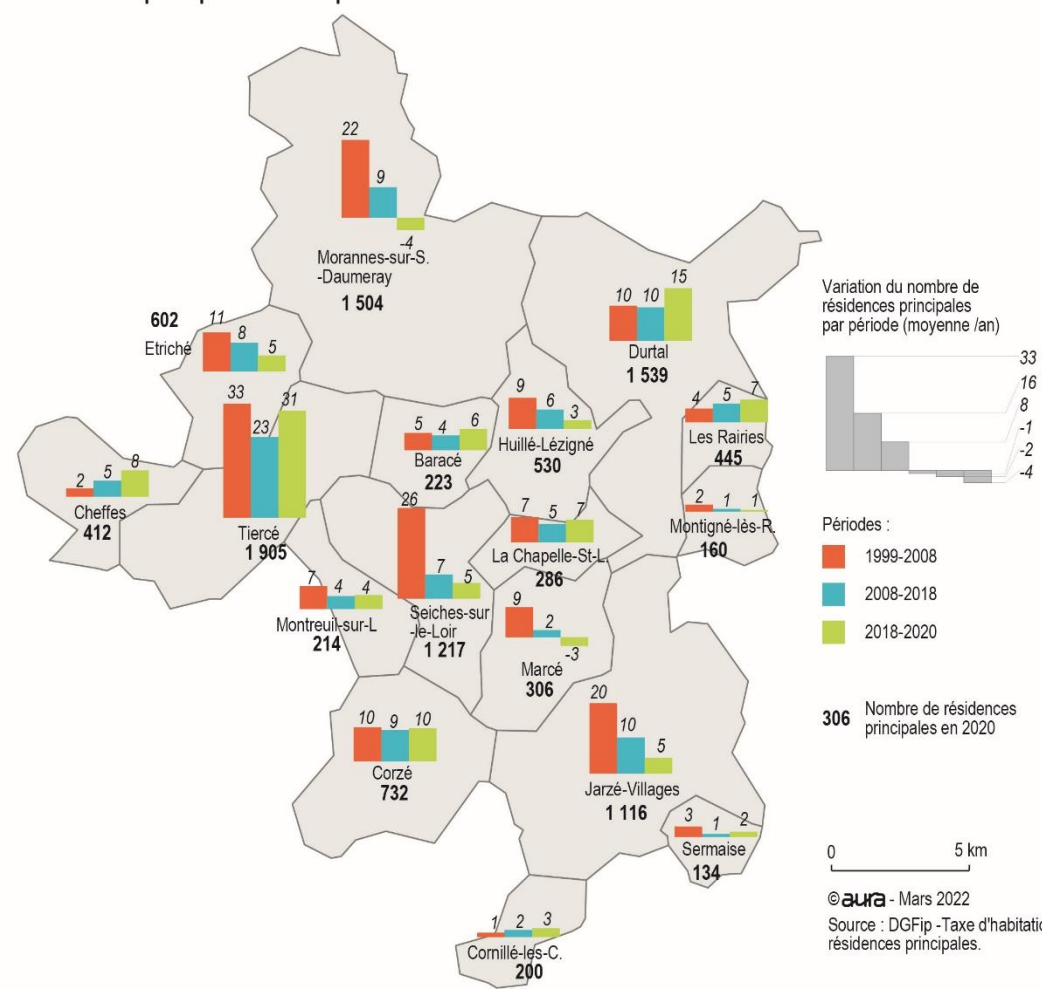 22
9
-4
Morannes-sur-S.
-Daumeray
1 504
10
10
15
Durtal
1 539
602
Etriché
11
8
5
33
23
31
Tiercé
1 905
2
5
8
Cheffes
412
5
4
6
Baracé
223
9
6
3
Huillé-Lézigné
530
4
5
7
Les Rairies
445
2
1
1
Montigné-lès-R.
160
7
5
7
La Chapelle-St-L.
286
26
7
5
Seiches-sur
-le-Loir
1 217
7
4
4
Montreuil-sur-L
214
9
2
-3
Marcé
306
10
9
10
Corzé
732
20
10
5
Jarzé-Villages
1 116
3
1
2
Sermaise
134
1
2
3
Cornillé-les-C.
200
Variation du nombre de
résidences principales
par période (moyenne /an)
33
16
8
-1
-2
-4
Périodes :
1999-2008
2008-2018
2018-2020
306 Nombre de résidences
principales en 2020
0 5 km
© aura - Mars 2022
Source : DGFip -Taxe d'habitatio
résidences principales.